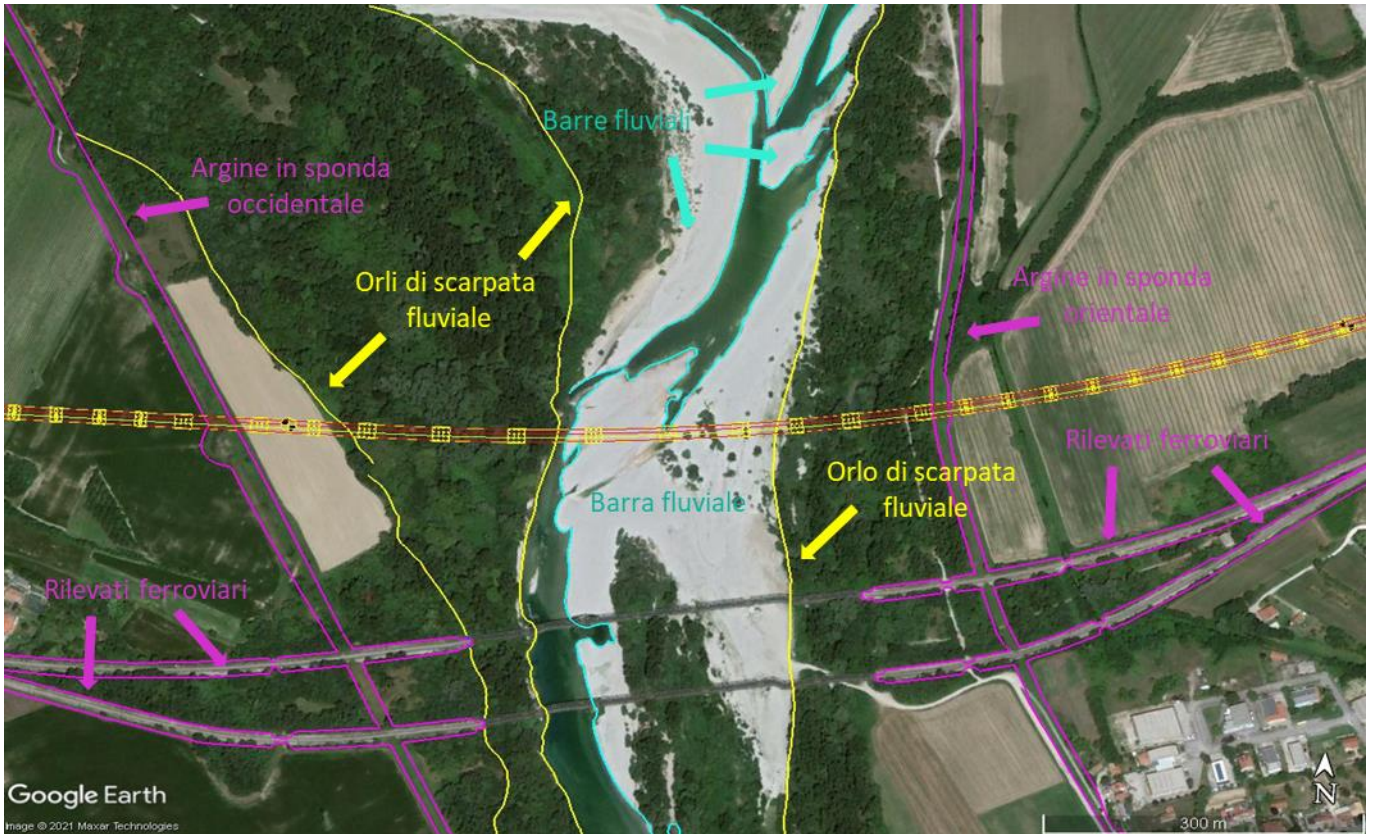 Barre fluviali
Argine in sponda
occidentale
Orli di scarpata
fluviale
Argine in sponda
orientale
Rilevati ferroviari
Orlo di scarpata
fluviale
Barra fluviale
Rilevati ferroviari
Google Earth
Image © 2021 Maxar Technologies
N
300 m